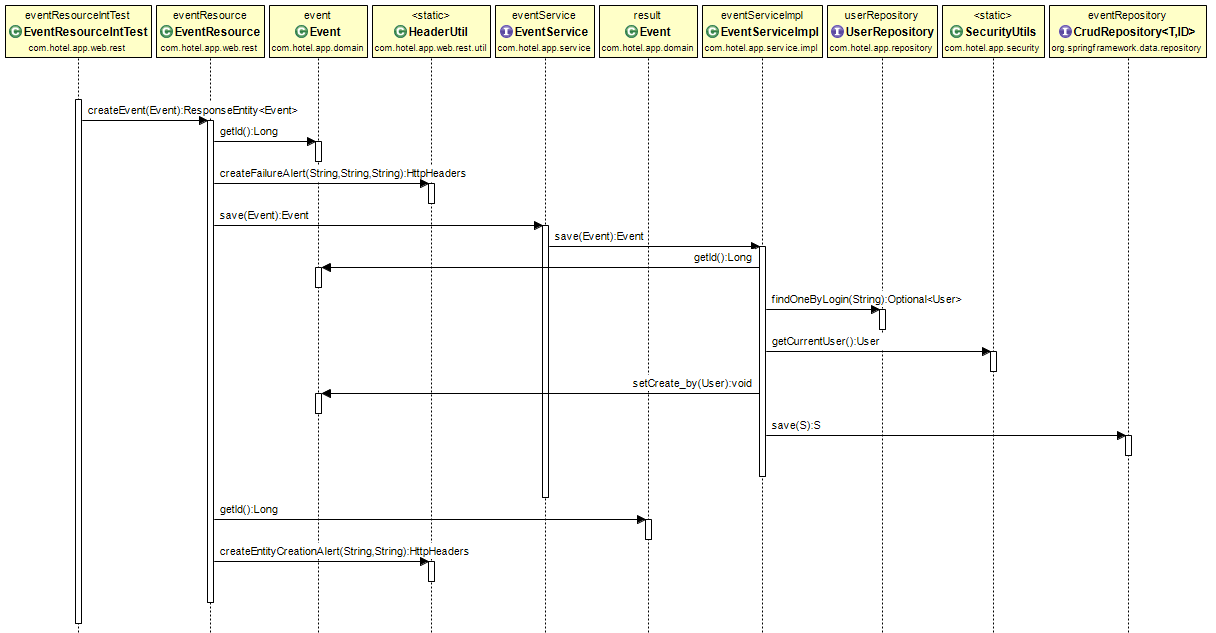 eventResourceIntTest
EventResourceIntTest
com.hotel.app.web.rest
eventResource
EventResource
com.hotel.app.web.rest
event
Event
com.hotel.app.domain
<static>
HeaderUtil
com.hotel.app.web.rest.util
eventService
EventService
com.hotel.app.service
result
Event
com.hotel.app.domain
eventServiceImpl
EventServiceImpl
com.hotel.app.service.impl
userRepository
UserRepository
com.hotel.app.repository
<static>
SecurityUtils
com.hotel.app.security
eventRepository
CrudRepository<T,ID>
org.springframework.data.repository
createEvent(Event):ResponseEntity<Event>
getId():Long
createFailureAlert(String,String,String):HttpHeaders
save(Event):Event
save(Event):Event
getId():Long
findOneByLogin(String):Optional<User>
getCurrentUser():User
setCreate_by(User):void
save(S):S
getId():Long
createEntityCreationAlert(String,String):HttpHeaders